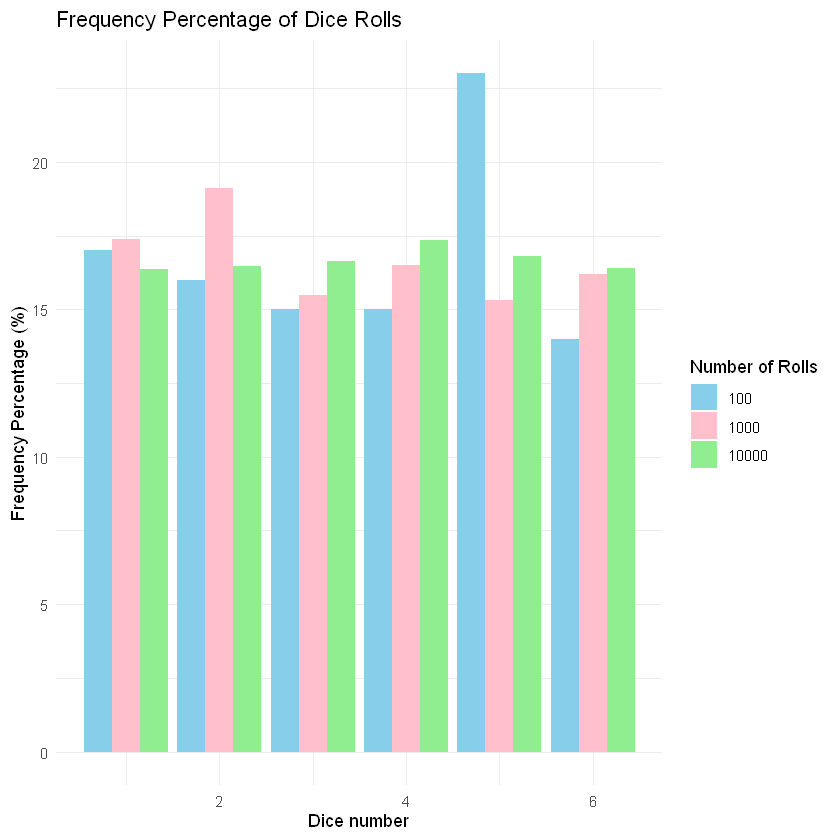 Frequency Percentage of Dice Rolls
Frequency Percentage (%)
20
15
10
5
0
2
4
6
Dice number
Number of Rolls
100
1000
10000